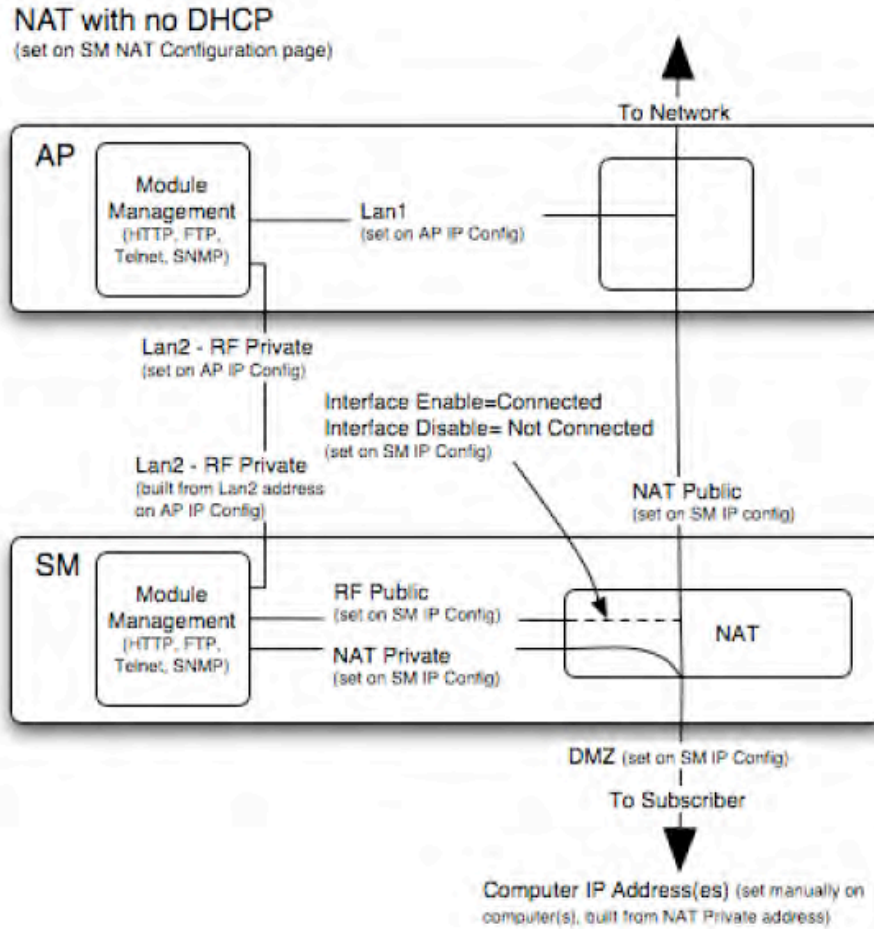 NAT with no DHCP
(set on SM NAT Configuration page)
To Network
AP
Module
Management
(HTTP, FTP,
Telnet, SNMP)
Lan1
(set on AP IP Config)
Lan2 - RF Private
(set on AP IP Config)
Interface Enable=Connected
Interface Disable= Not Connected
(set on SM IP Config)
Lan2 - RF Private
(built from Lan2 address
on AP IP Config)
NAT Public
(set on SM IP config)
SM
Module
Management
(HTTP, FTP,
Telnet, SNMP)
RF Public
(set on SM IP Config)
NAT Private
(set on SM IP Config)
NAT
DMZ (set on SM IP Config)
To Subscriber
Computer IP Address(es) (set manually on
computer(s), built from NAT Private address)